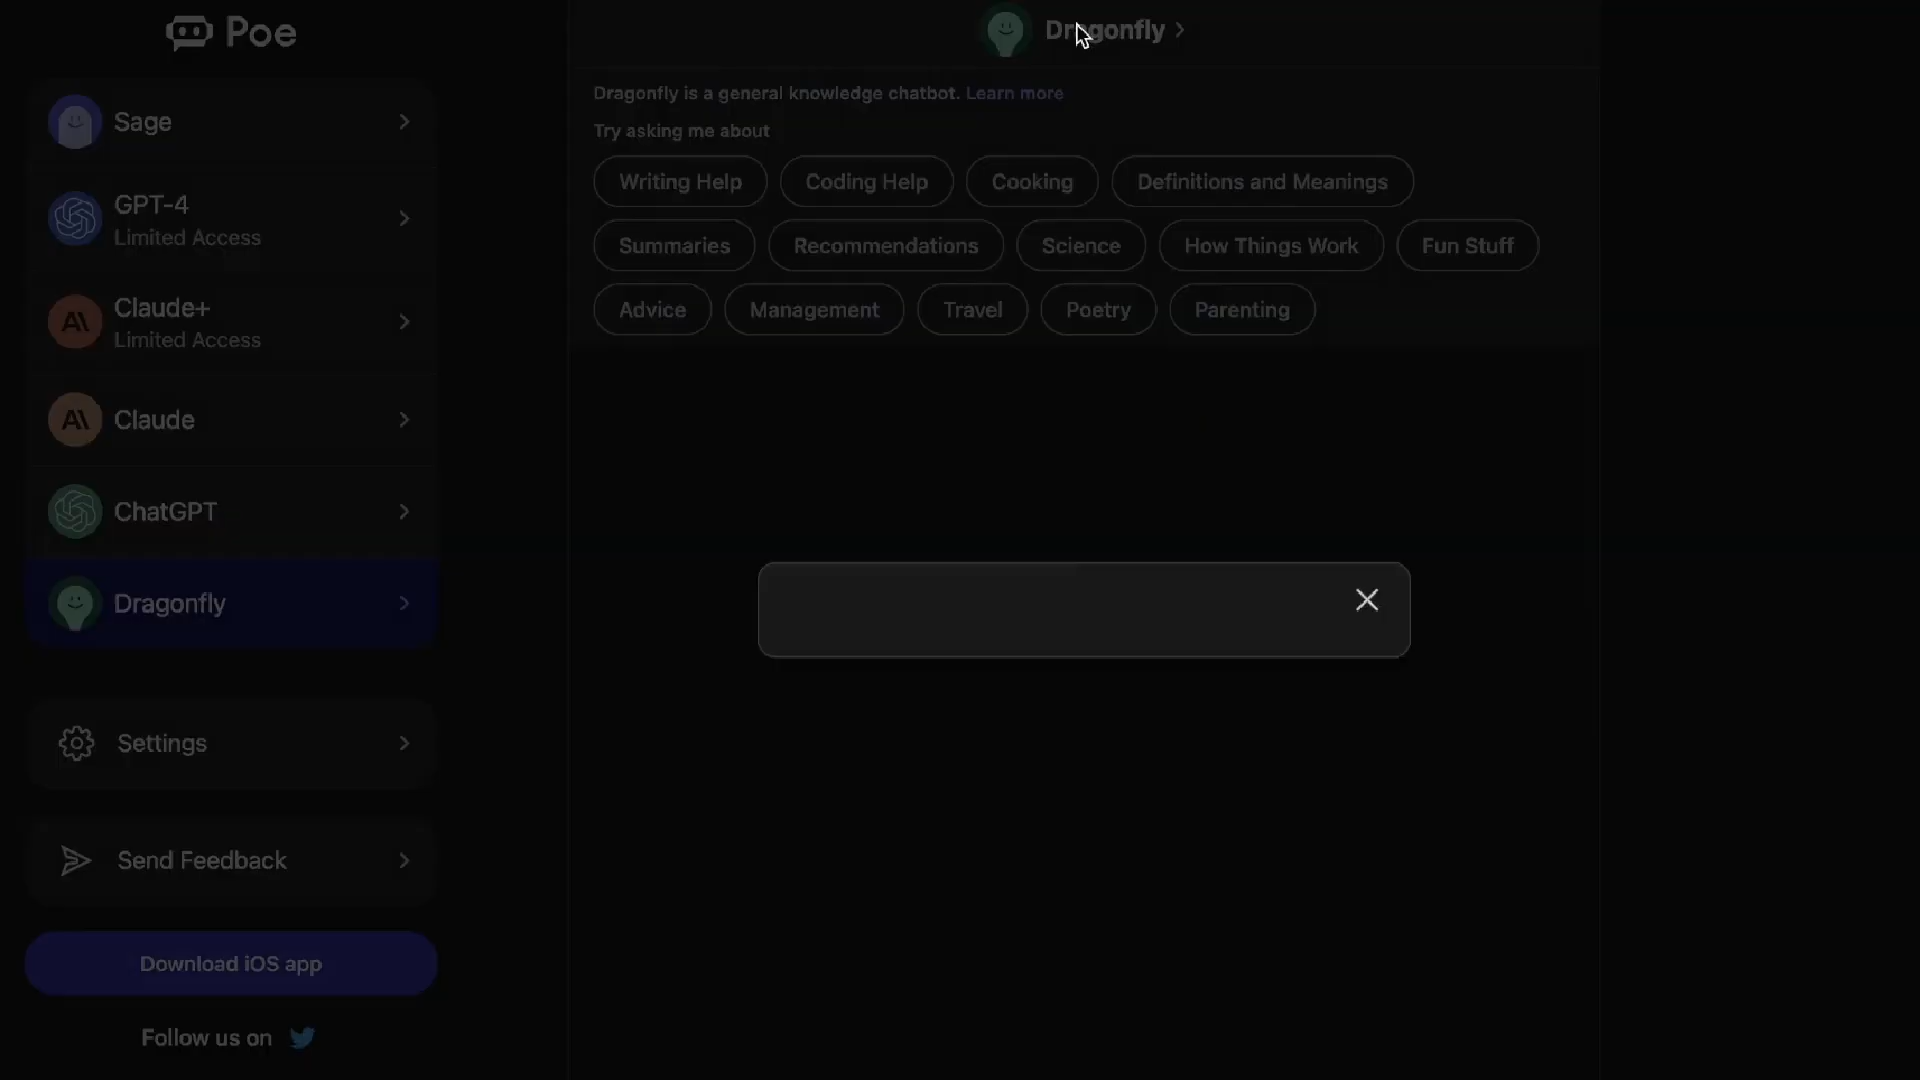 Poe
Sage
GPT-4
Limited Access
Claude+
Limited Access
Claude
ChatGPT
Dragonfly
Settings
Send Feedback
Download iOS app
Follow us on
Dragonfly
Dragonfly is a general knowledge chatbot. Learn more
Try asking me about
Writing Help Coding Help Cooking Definitions and Meanings
Summaries Recommendations Science How Things Work Fun Stuff
Advice Management Travel Poetry Parenting